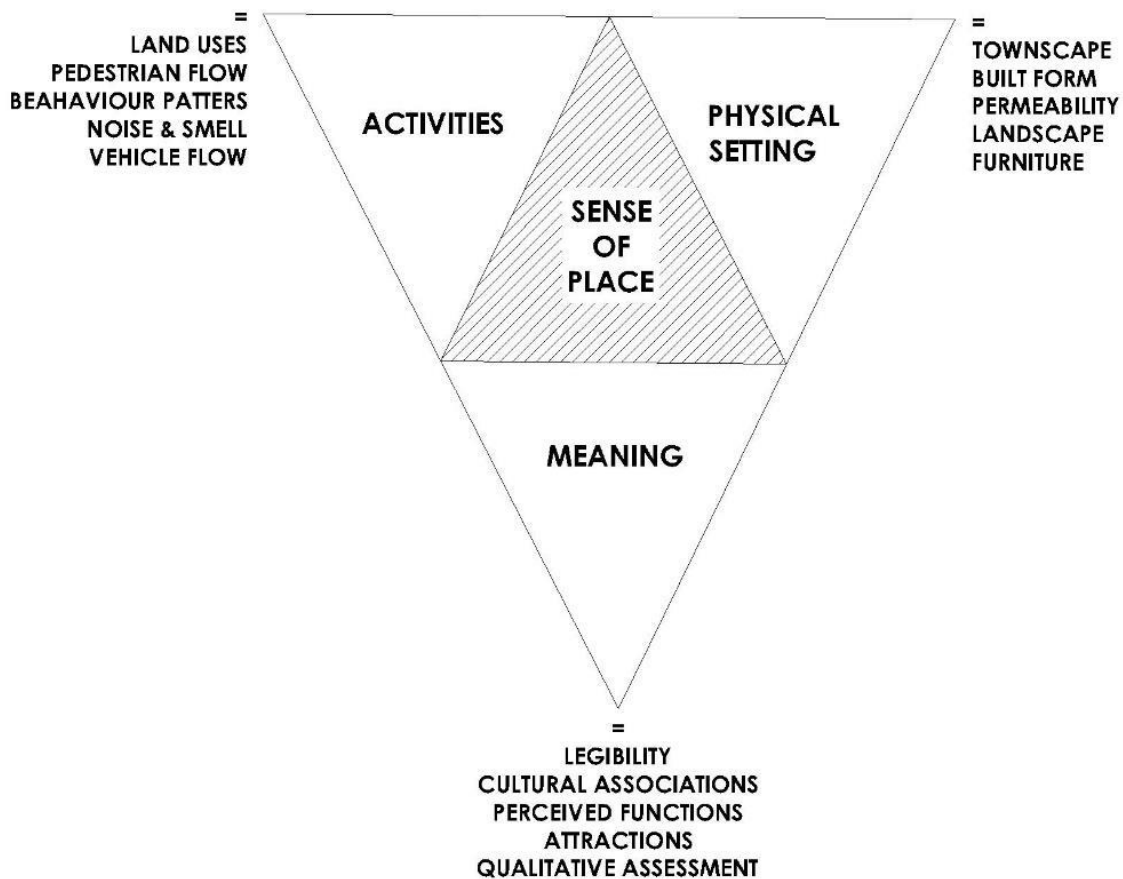 =
LAND USES
PEDESTRIAN FLOW
BEAHAVIOUR PATTERS
NOISE & SMELL
VEHICLE FLOW
ACTIVITIES
PHYSICAL
SETTING
=
TOWNSCAPE
BUILT FORM
PERMEABILITY
LANDSCAPE
FURNITURE
SENSE
OF
PLACE
MEANING
=
LEGIBILITY
CULTURAL ASSOCIATIONS
PERCEIVED FUNCTIONS
ATTRACTIONS
QUALITATIVE ASSESSMENT